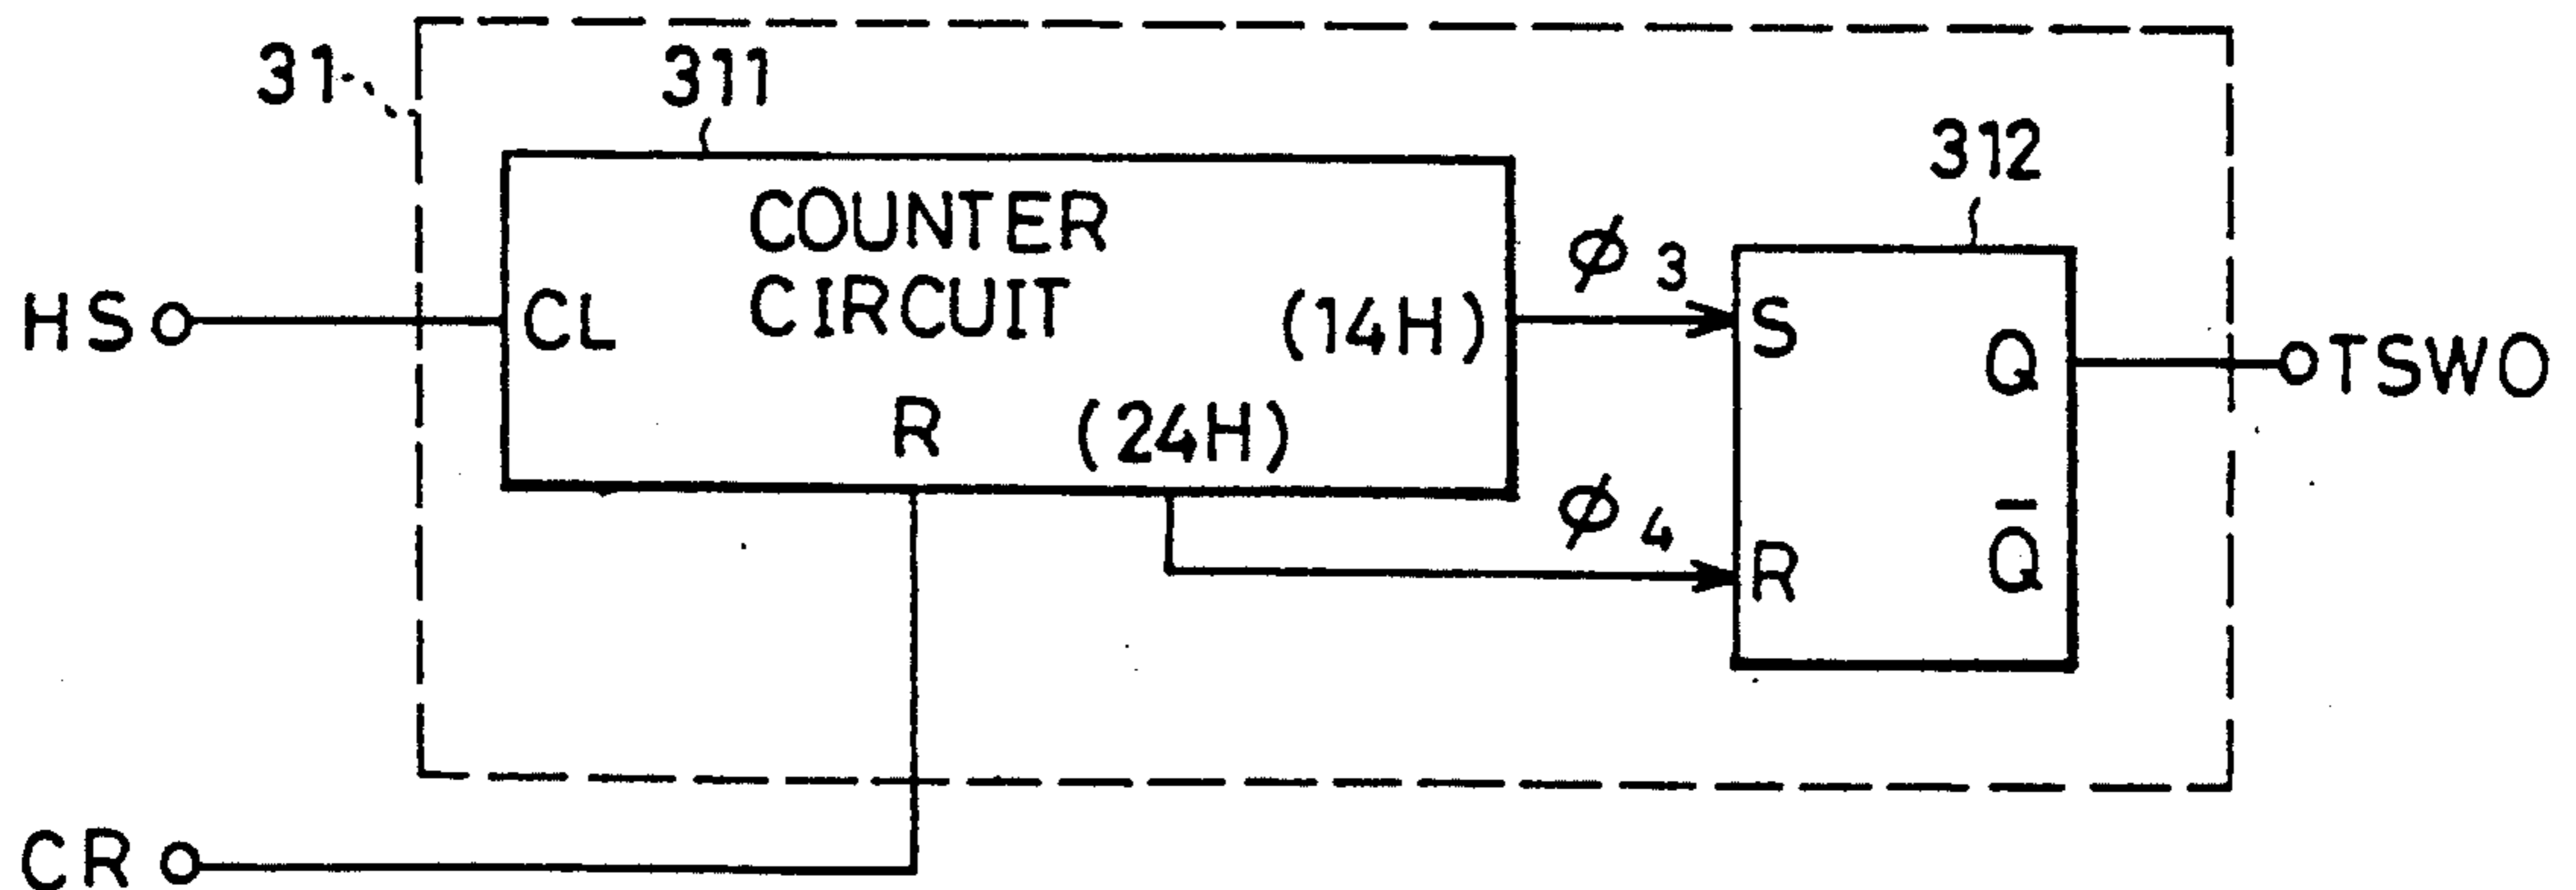 31
311
COUNTER
CIRCUIT
HS
CL
(14H)
R
(24H)
ϕ3
ϕ4
312
S
Q
R
Q̄
TSWO
CR